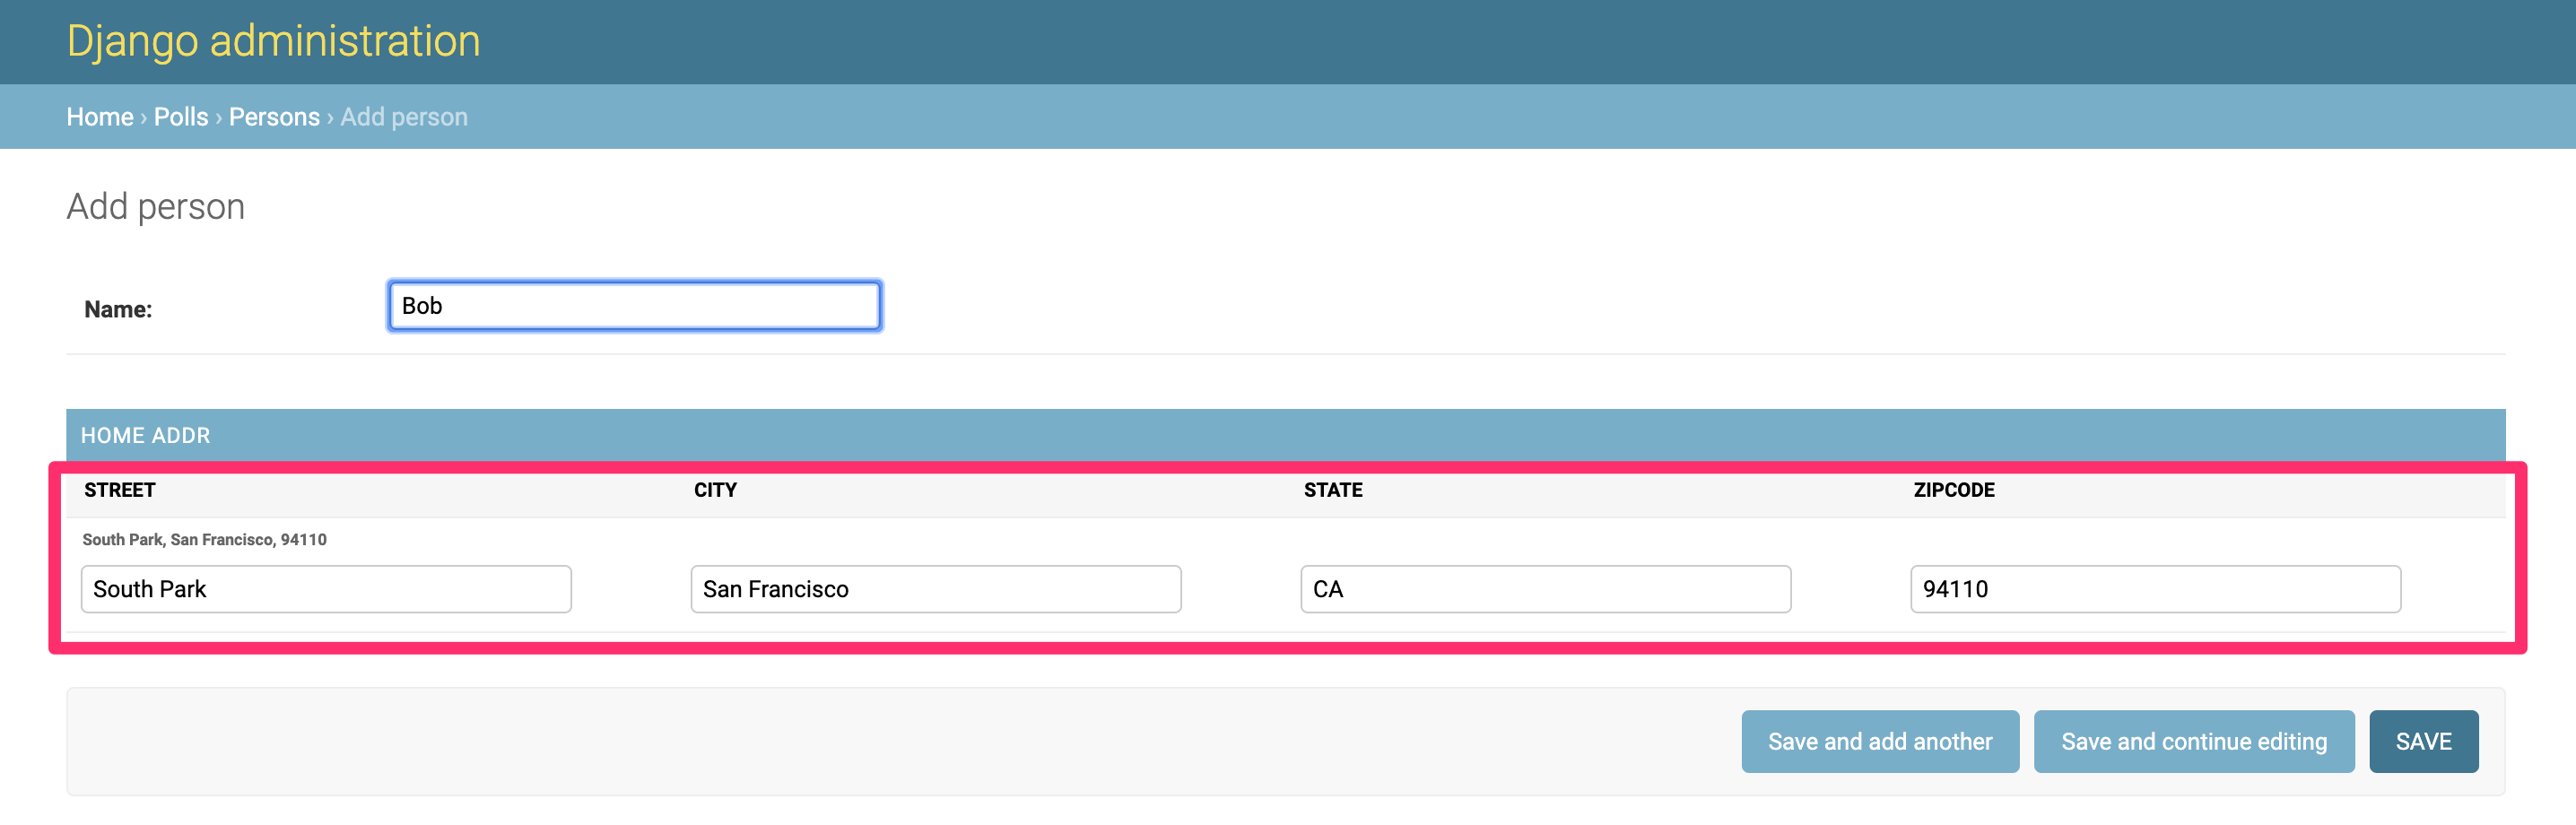 Django administration
Home › Polls › Persons › Add person
Add person
Name: Bob
HOME ADDR
STREET CITY STATE ZIPCODE
South Park, San Francisco, 94110
South Park San Francisco CA 94110
Save and add another Save and continue editing SAVE